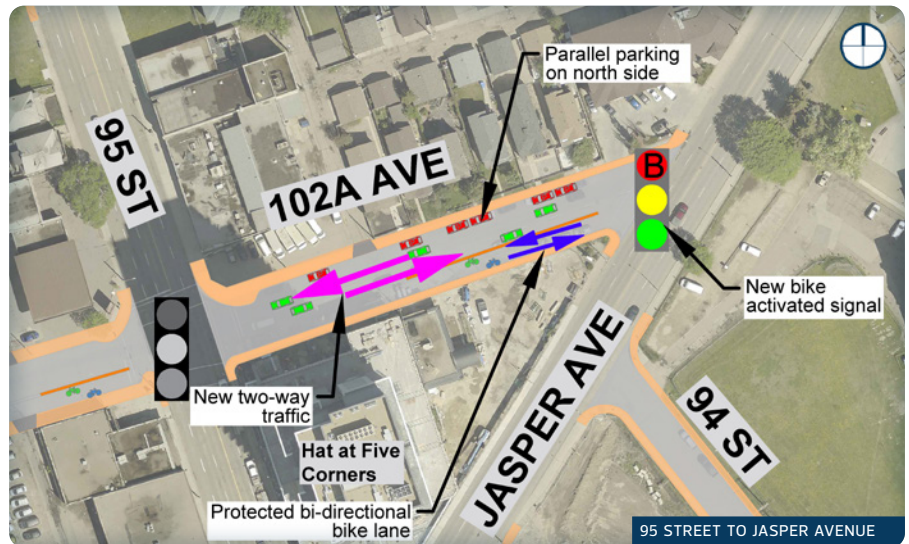 Parallel parking
on north side
95 ST
102A AVE
B
New bike
activated signal
New two-way
traffic
JASPER AVE
94 ST
Hat at Five
Corners
Protected bi-directional
bike lane
95 STREET TO JASPER AVENUE